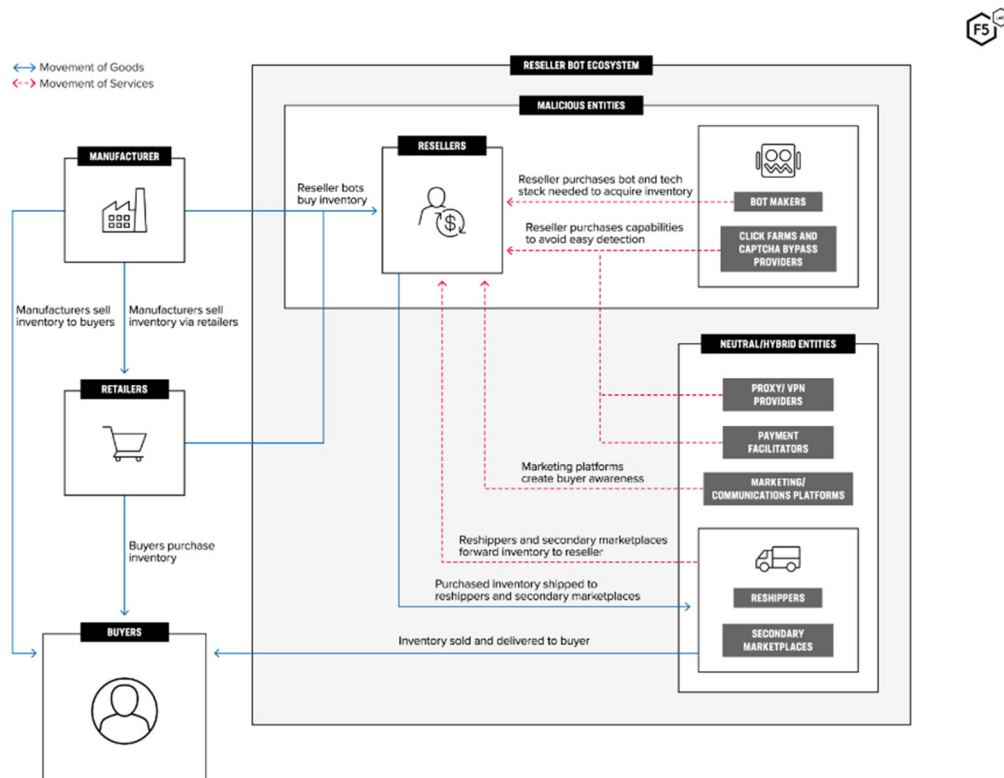 F5
Movement of Goods
Movement of Services
RESELLER BOT ECOSYSTEM
MALICIOUS ENTITIES
MANUFACTURER
RESELLERS
Reseller bots
buy inventory
Reseller purchases bot and tech
stack needed to acquire inventory
BOT MAKERS
Reseller purchases capabilities
to avoid easy detection
CLICK FARMS AND
CAPTCHA BYPASS
PROVIDERS
$
Manufacturers sell
inventory to buyers
Manufacturers sell
inventory via retailers
NEUTRAL/HYBRID ENTITIES
RETAILERS
PROXY/ VPN
PROVIDERS
PAYMENT
FACILITATORS
Marketing platforms
create buyer awareness
MARKETING/
COMMUNICATIONS PLATFORMS
Buyers purchase
inventory
Reshippers and secondary marketplaces
forward inventory to reseller
Purchased inventory shipped to
reshippers and secondary marketplaces
RESHIPPERS
BUYERS
Inventory sold and delivered to buyer
SECONDARY
MARKETPLACES